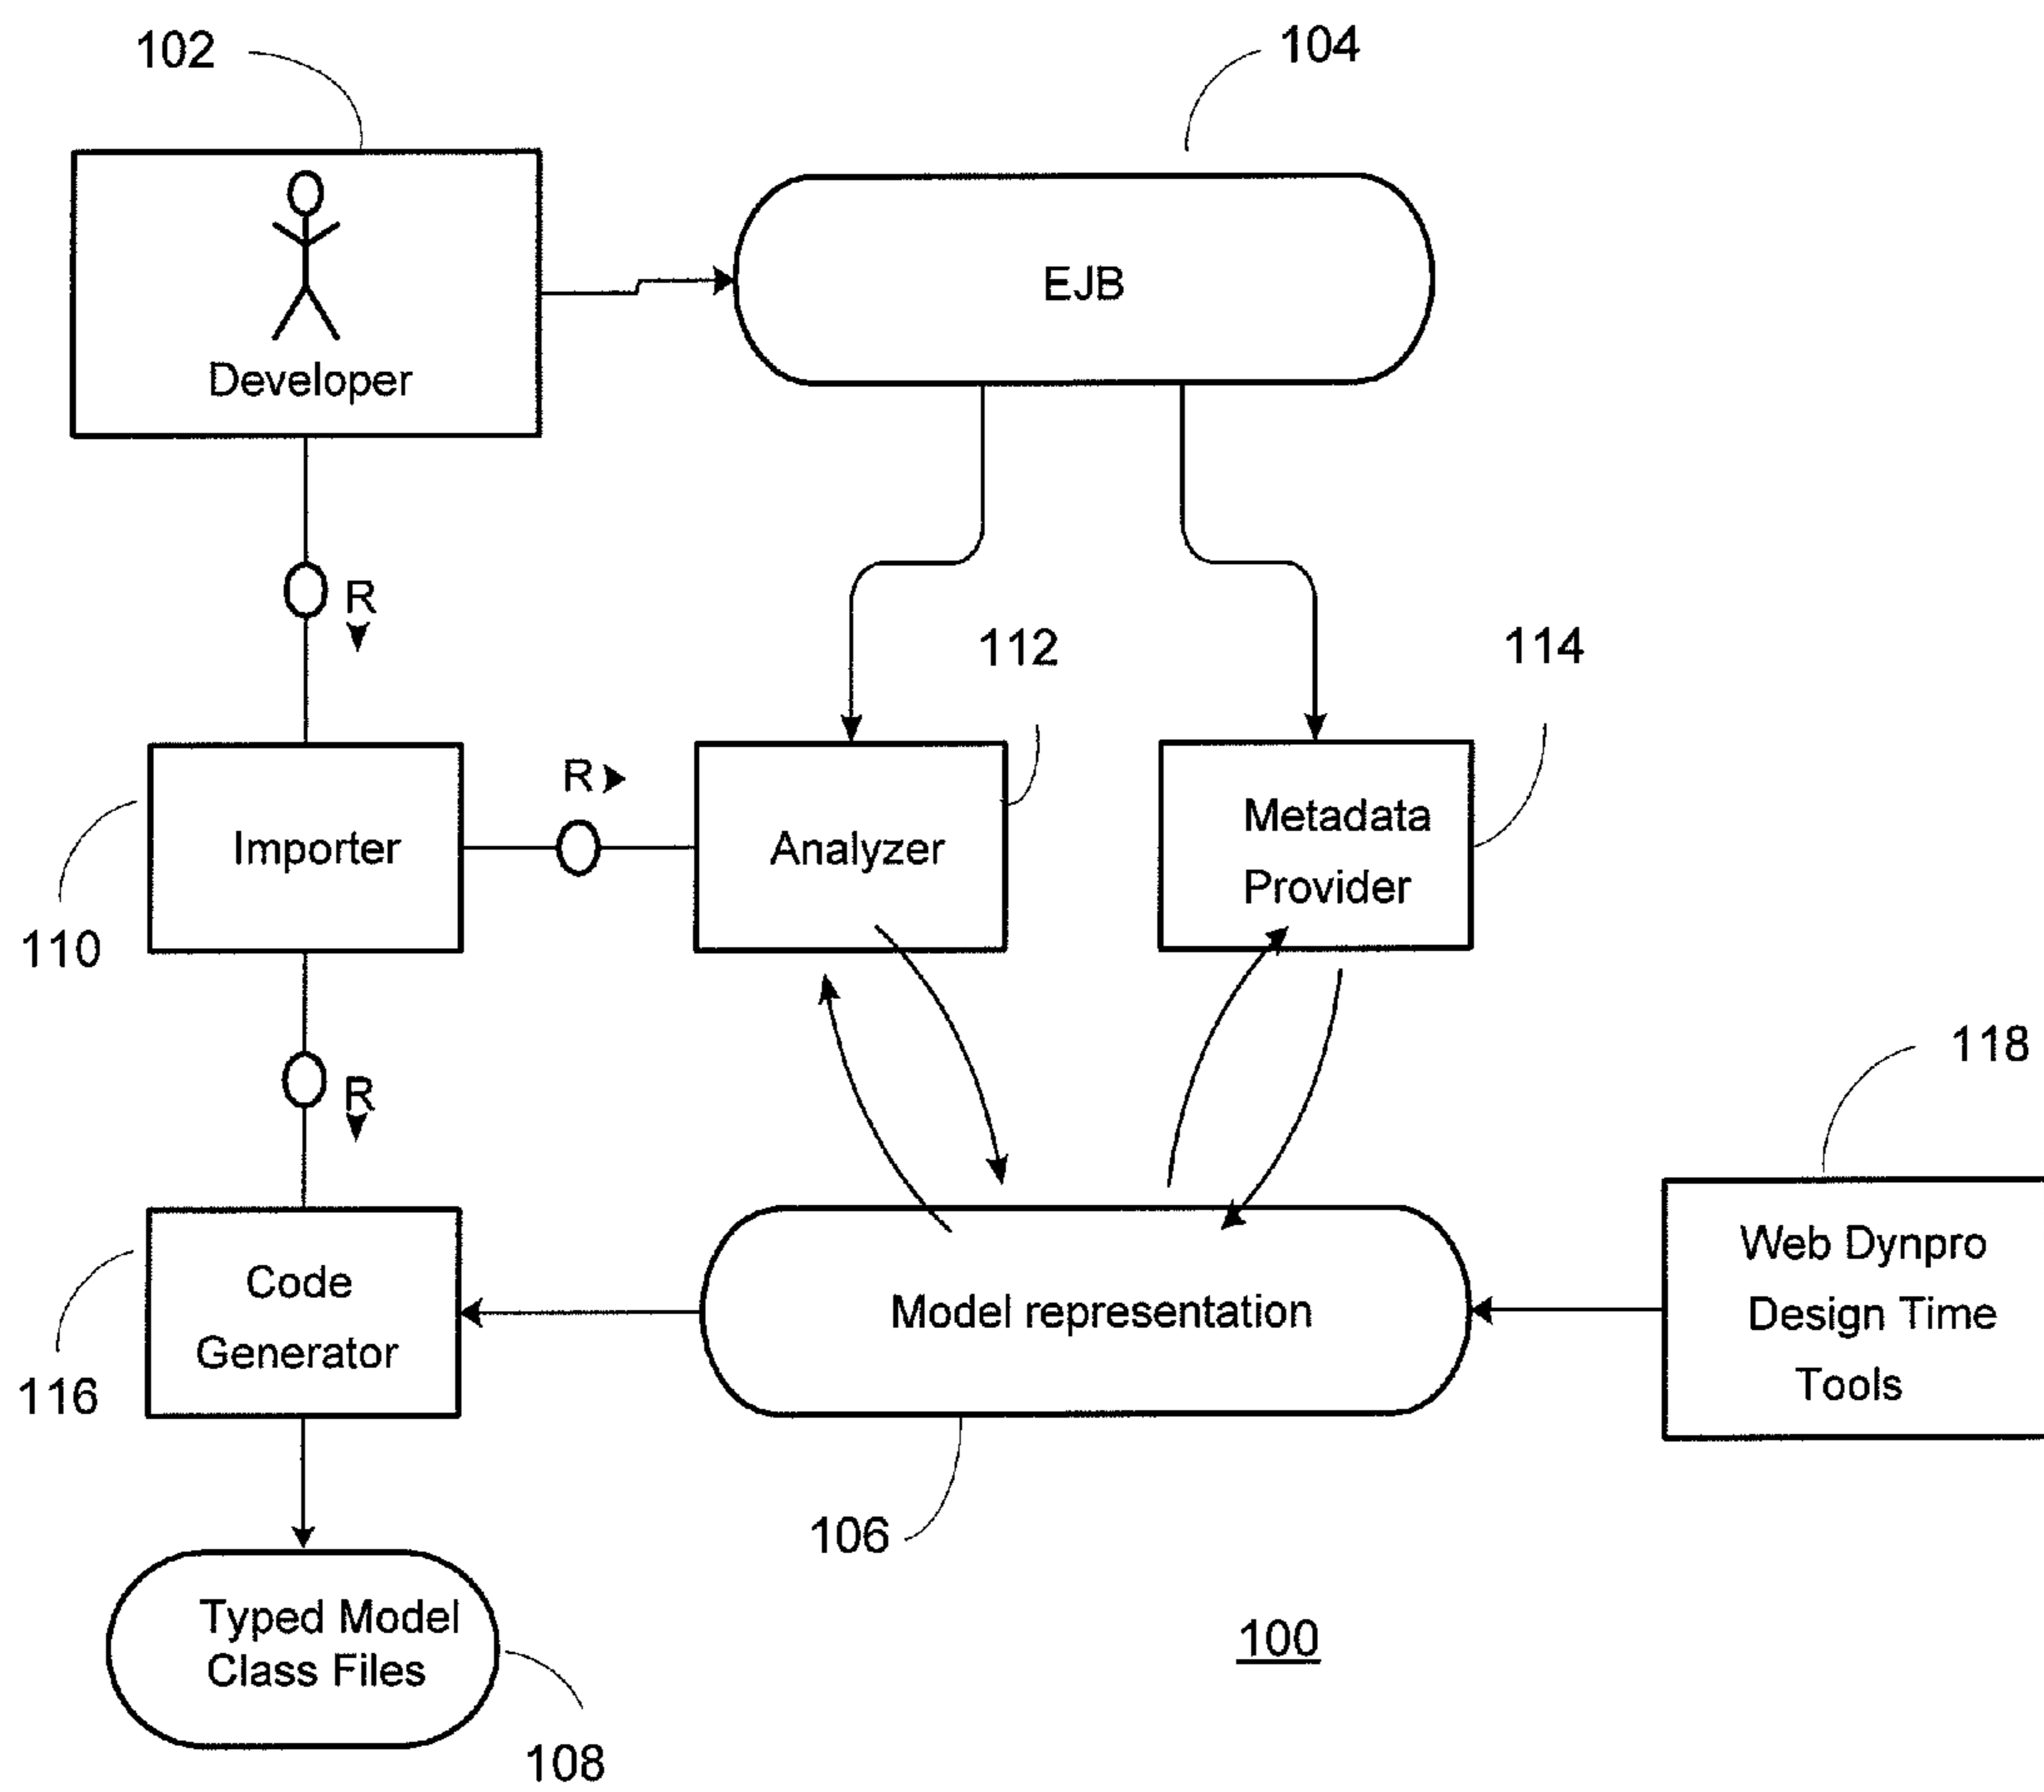 102
104
EJB
Developer
R
112
114
R
Metadata
Provider
Importer
Analyzer
110
118
R
Web Dynpro
Design Time
Tools
Code
Generator
Model representation
116
106
Typed Model
Class Files
100
108